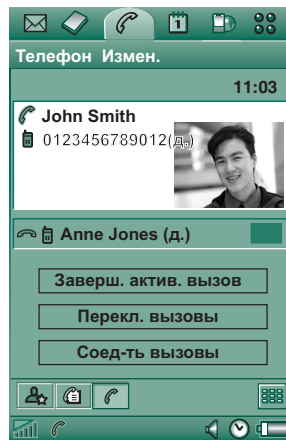 Телефон Измен.
11:03
John Smith
0123456789012(д.)
Anne Jones (д.)
Заверш. актив. вызов
Перекл. вызовы
Соед-ть вызовы